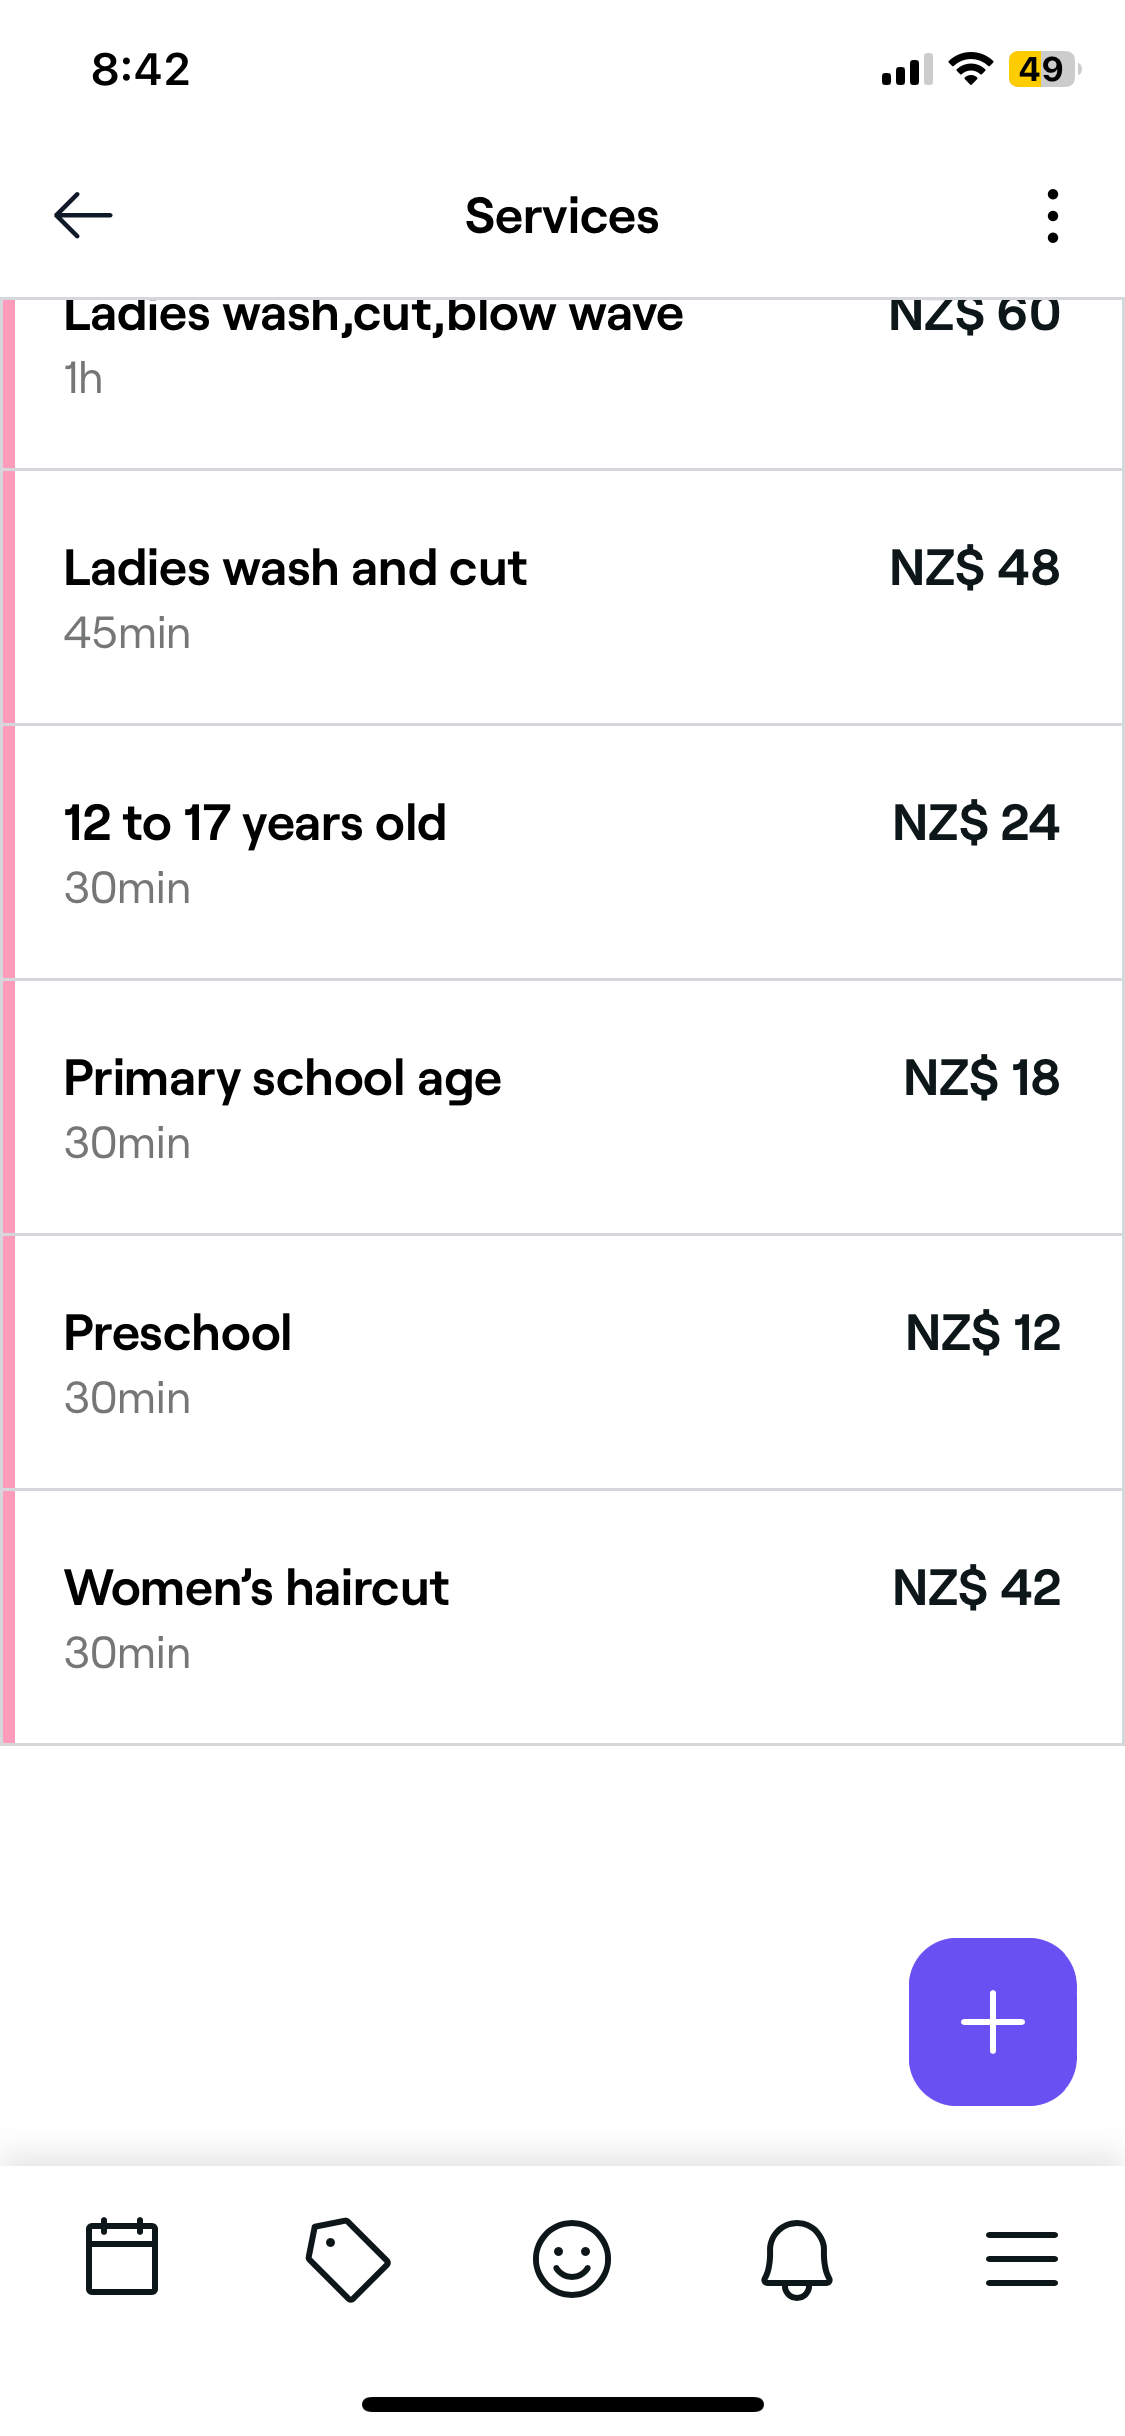 8:42
49
Services
Ladies wash,cut,blow wave NZ$ 60
1h
Ladies wash and cut NZ$ 48
45min
12 to 17 years old NZ$ 24
30min
Primary school age NZ$ 18
30min
Preschool NZ$ 12
30min
Women’s haircut NZ$ 42
30min